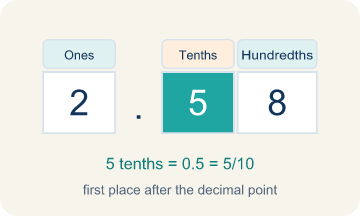 Ones Tenths Hundredths
2 . 5 8
5 tenths = 0.5 = 5/10
first place after the decimal point